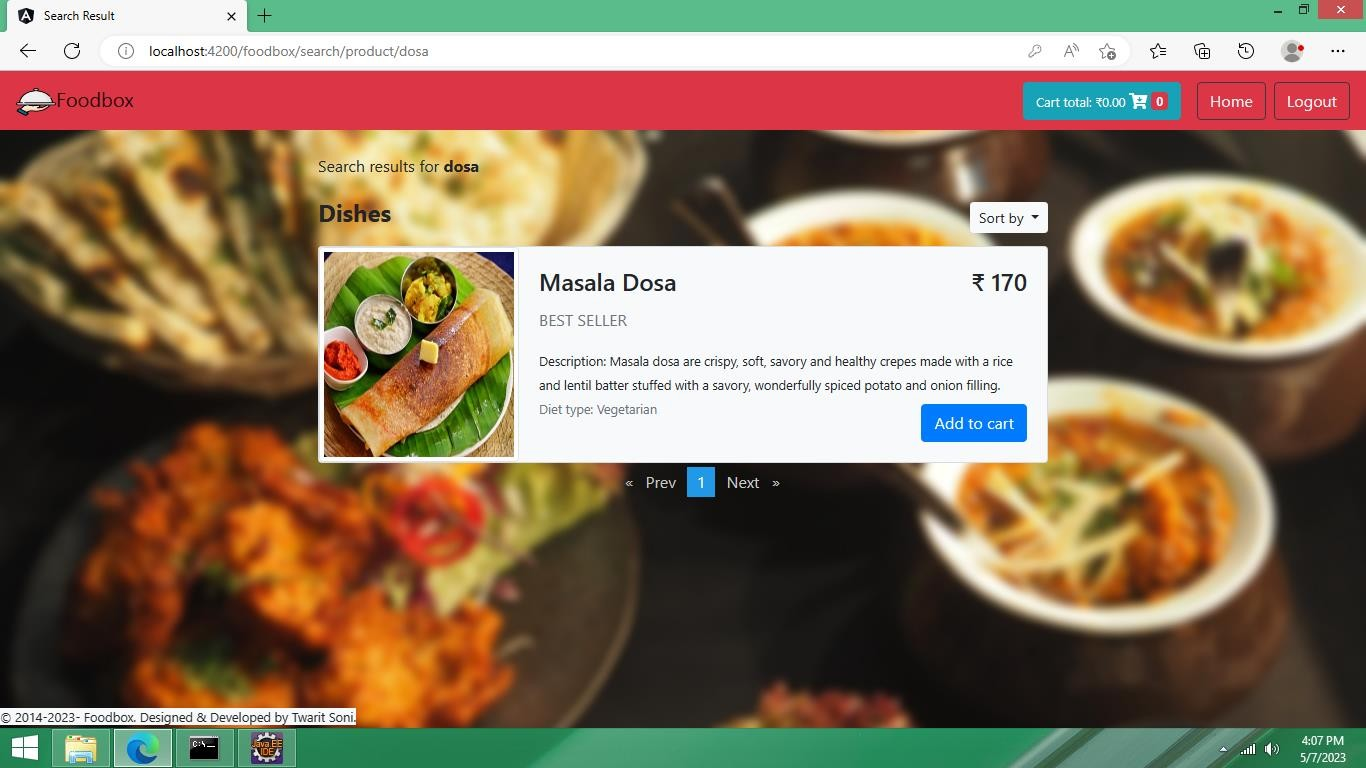 Search Result
localhost:4200/foodbox/search/product/dosa
Foodbox
Cart total: ₹0.00 0
Home
Logout
Search results for dosa
Dishes
Sort by
Masala Dosa
₹ 170
BEST SELLER
Description: Masala dosa are crispy, soft, savory and healthy crepes made with a rice
and lentil batter stuffed with a savory, wonderfully spiced potato and onion filling.
Diet type: Vegetarian
Add to cart
« Prev 1 Next »
© 2014-2023- Foodbox. Designed & Developed by Twarit Soni.
C:\
Java EE
IDE
4:07 PM
5/7/2023